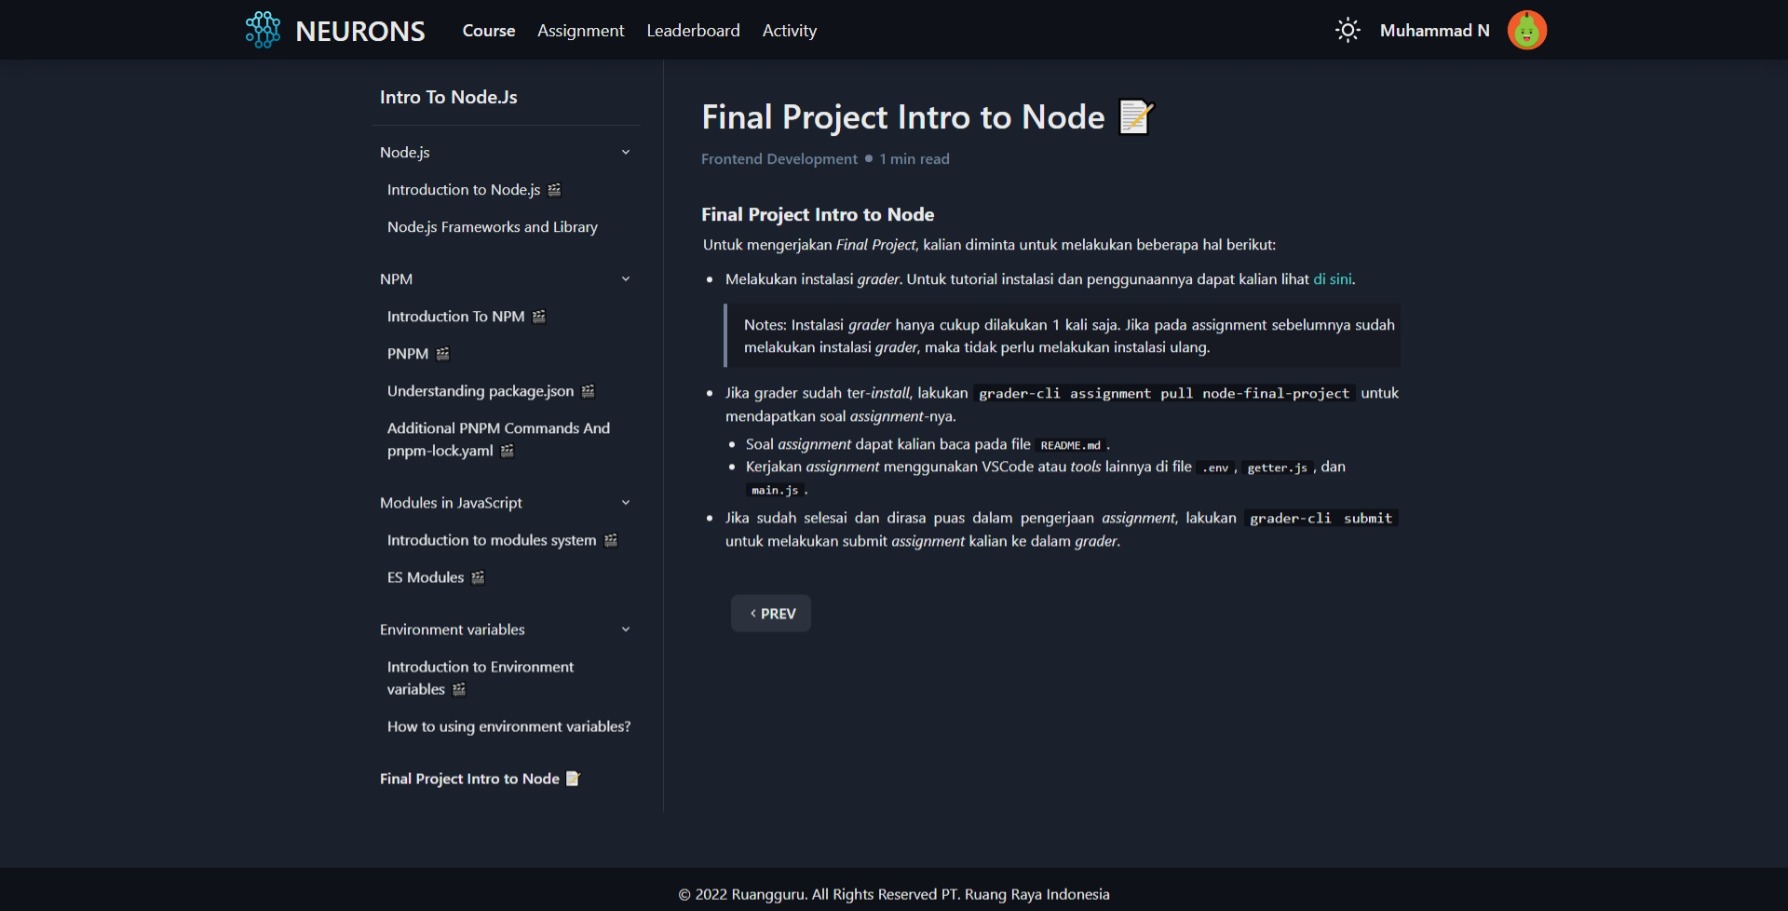 NEURONS Course Assignment Leaderboard Activity Muhammad N
Intro To Node.Js
Node.js
Introduction to Node.js 🎬
Node.js Frameworks and Library
NPM
Introduction To NPM 🎬
PNPM 🎬
Understanding package.json 🎬
Additional PNPM Commands And
pnpm-lock.yaml 🎬
Modules in JavaScript
Introduction to modules system 🎬
ES Modules 🎬
Environment variables
Introduction to Environment
variables 🎬
How to using environment variables?
Final Project Intro to Node 📝
Final Project Intro to Node 📝
Frontend Development ● 1 min read
Final Project Intro to Node
Untuk mengerjakan Final Project, kalian diminta untuk melakukan beberapa hal berikut:
• Melakukan instalasi grader. Untuk tutorial instalasi dan penggunaannya dapat kalian lihat di sini.
Notes: Instalasi grader hanya cukup dilakukan 1 kali saja. Jika pada assignment sebelumnya sudah
melakukan instalasi grader, maka tidak perlu melakukan instalasi ulang.
• Jika grader sudah ter-install, lakukan grader-cli assignment pull node-final-project untuk
mendapatkan soal assignment-nya.
• Soal assignment dapat kalian baca pada file README.md .
• Kerjakan assignment menggunakan VSCode atau tools lainnya di file .env , getter.js , dan
main.js .
• Jika sudah selesai dan dirasa puas dalam pengerjaan assignment, lakukan grader-cli submit
untuk melakukan submit assignment kalian ke dalam grader.
‹ PREV
© 2022 Ruangguru. All Rights Reserved PT. Ruang Raya Indonesia